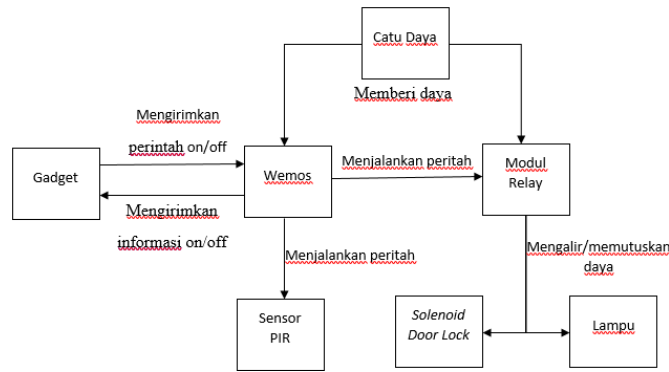 Catu Daya
Memberi daya
Mengirimkan
perintah on/off
Gadget
Wemos
Menjalankan peritah
Modul
Relay
Mengirimkan
informasi on/off
Menjalankan peritah
Mengalir/memutuskan
daya
Sensor
PIR
Solenoid
Door Lock
Lampu